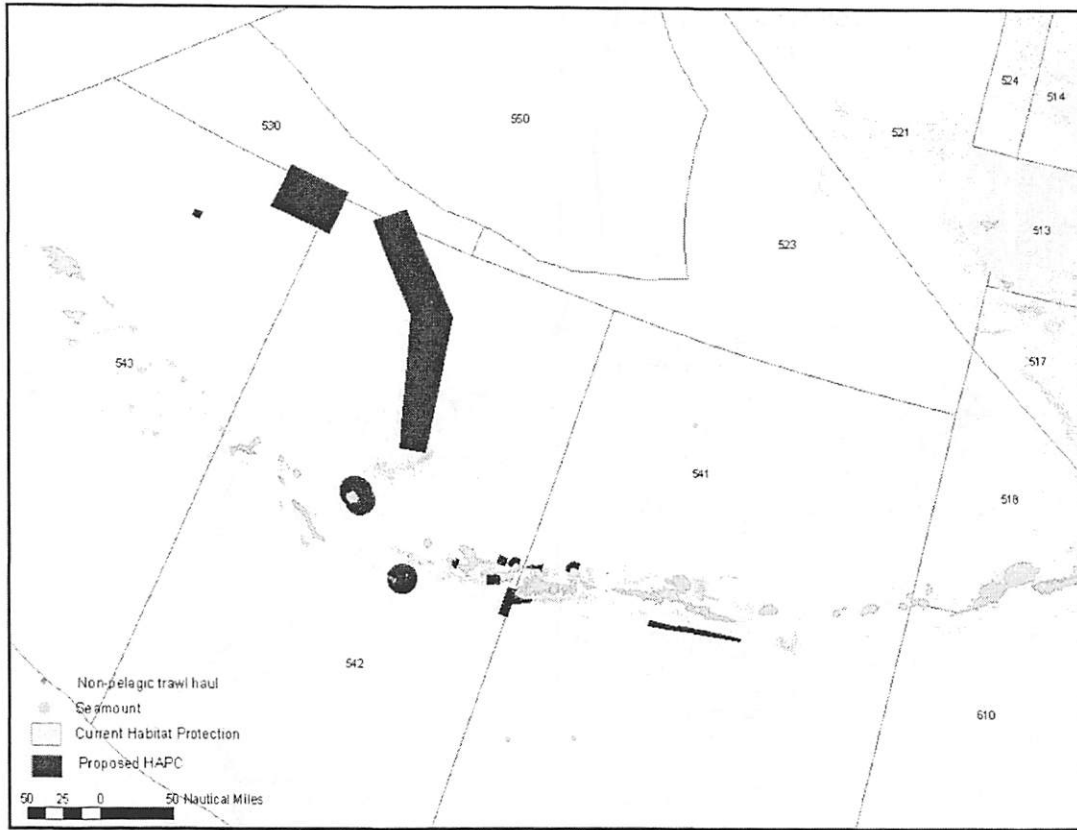 524
514
530
550
521
513
523
517
543
541
518
542
610
Non-pelagic trawl haul
Seamount
Current Habitat Protection
Proposed HAPC
50 25 0 50 Nautical Miles